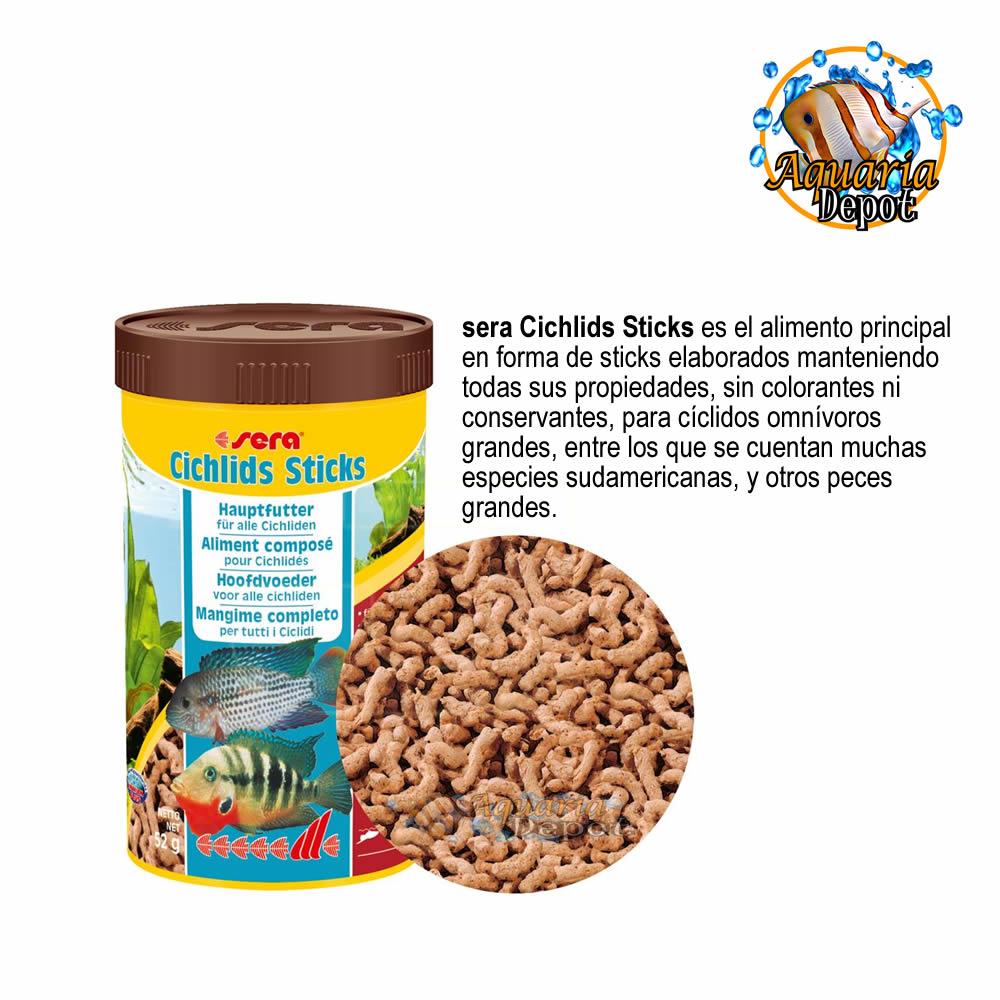 Aquaria
Depot
sera
sera Cichlids Sticks es el alimento principal
en forma de sticks elaborados manteniendo
todas sus propiedades, sin colorantes ni
conservantes, para cíclidos omnívoros
grandes, entre los que se cuentan muchas
especies sudamericanas, y otros peces
grandes.
sera®
Cichlids Sticks
Hauptfutter
für alle Cichliden
Aliment composé
pour Cichlidés
Hoofdvoeder
voor alle cichliden
Mangime completo
per tutti i Ciclidi
NETTO
NET
52 g
Aquaria
Depot